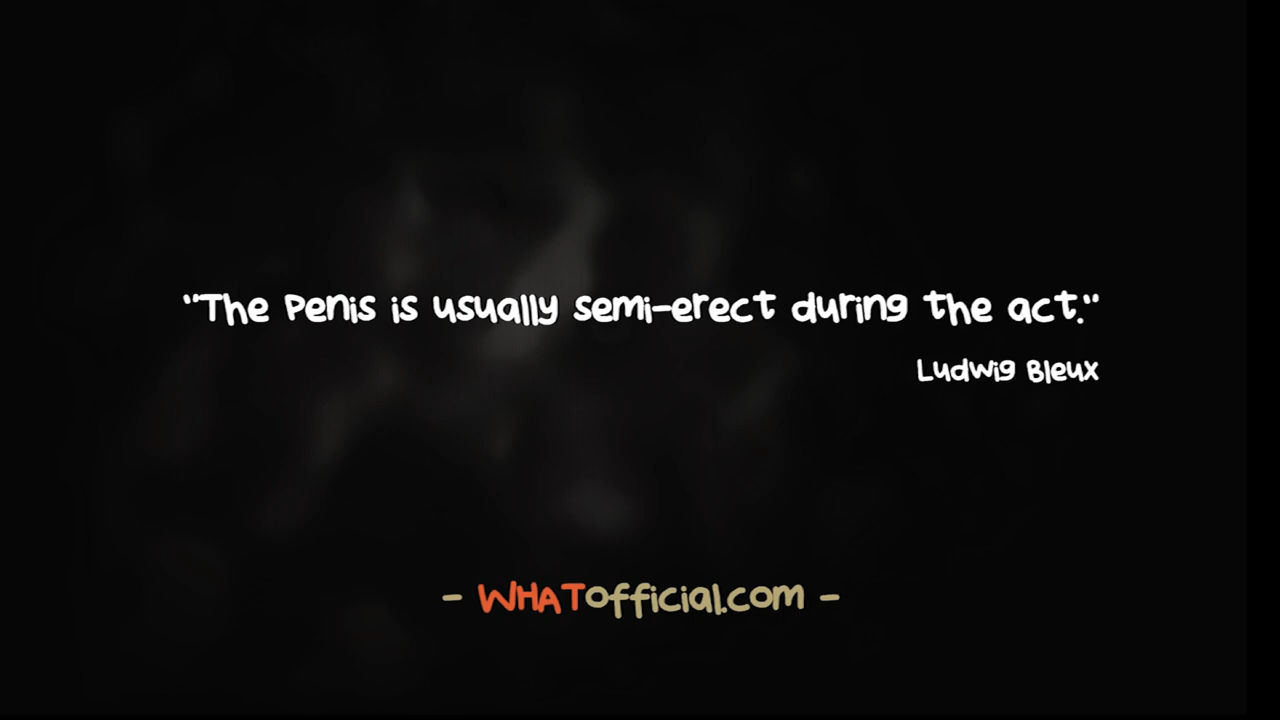 "The Penis is usually semi-erect during the act."
Ludwig Bleux
- WHATofficial.com -